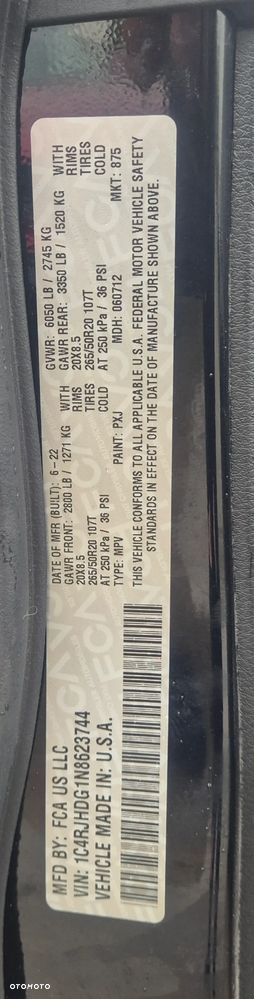 MFD BY: FCA US LLC
DATE OF MFR (BUILT): 6-22
GVWR: 6050 LB / 2745 KG
GAWR FRONT: 2800 LB / 1271 KG WITH
GAWR REAR: 3350 LB / 1520 KG WITH
20X8.5 RIMS
20X8.5 RIMS
265/50R20 107T TIRES
265/50R20 107T TIRES
AT 250 kPa / 36 PSI COLD
AT 250 kPa / 36 PSI COLD
VIN: 1C4RJHDG1N8623744
TYPE: MPV
PAINT: PXJ
MDH: 060712
MKT: 875
VEHICLE MADE IN: U.S.A.
THIS VEHICLE CONFORMS TO ALL APPLICABLE U.S.A. FEDERAL MOTOR VEHICLE SAFETY
STANDARDS IN EFFECT ON THE DATE OF MANUFACTURE SHOWN ABOVE.
OTOMOTO